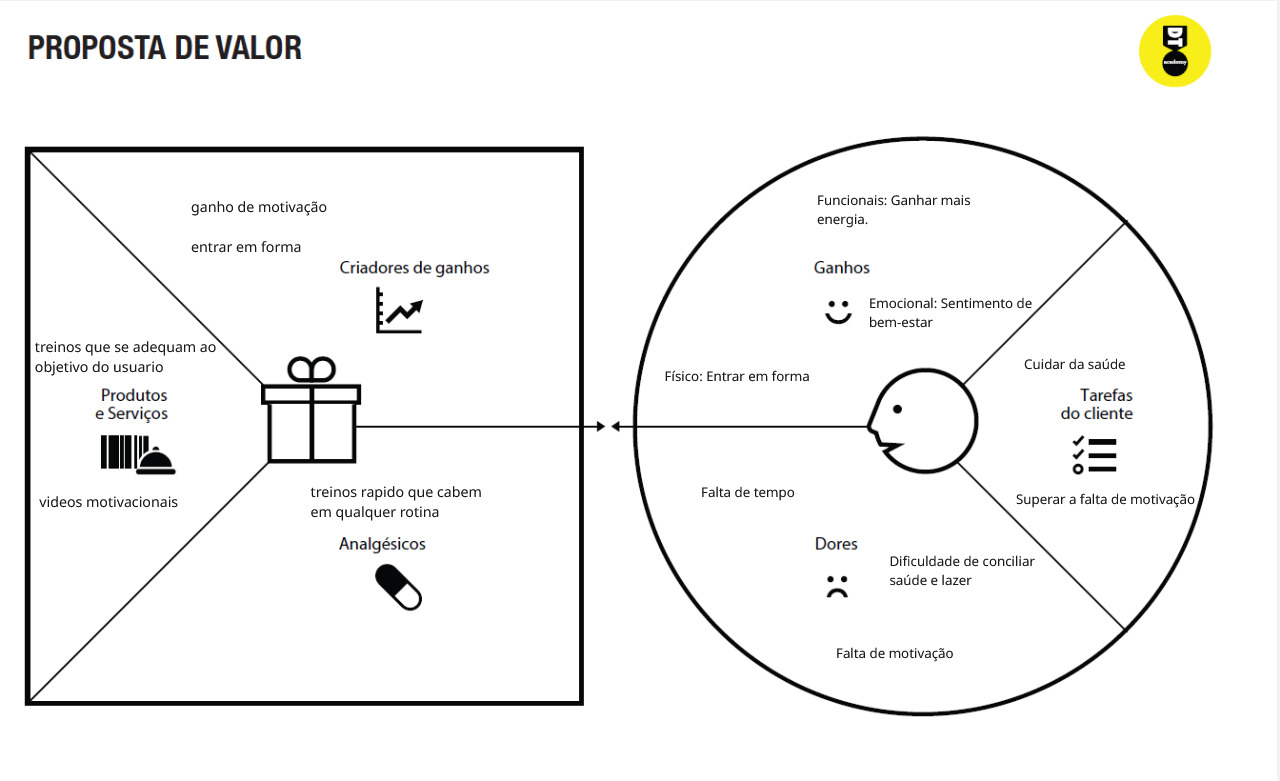 PROPOSTA DE VALOR
DT
academy
ganho de motivação
entrar em forma
Criadores de ganhos
treinos que se adequam ao
objetivo do usuario
Produtos
e Serviços
videos motivacionais
treinos rapido que cabem
em qualquer rotina
Analgésicos
Funcionais: Ganhar mais
energia.
Ganhos
Emocional: Sentimento de
bem-estar
Físico: Entrar em forma
Cuidar da saúde
Tarefas
do cliente
Superar a falta de motivação
Falta de tempo
Dores
Dificuldade de conciliar
saúde e lazer
Falta de motivação